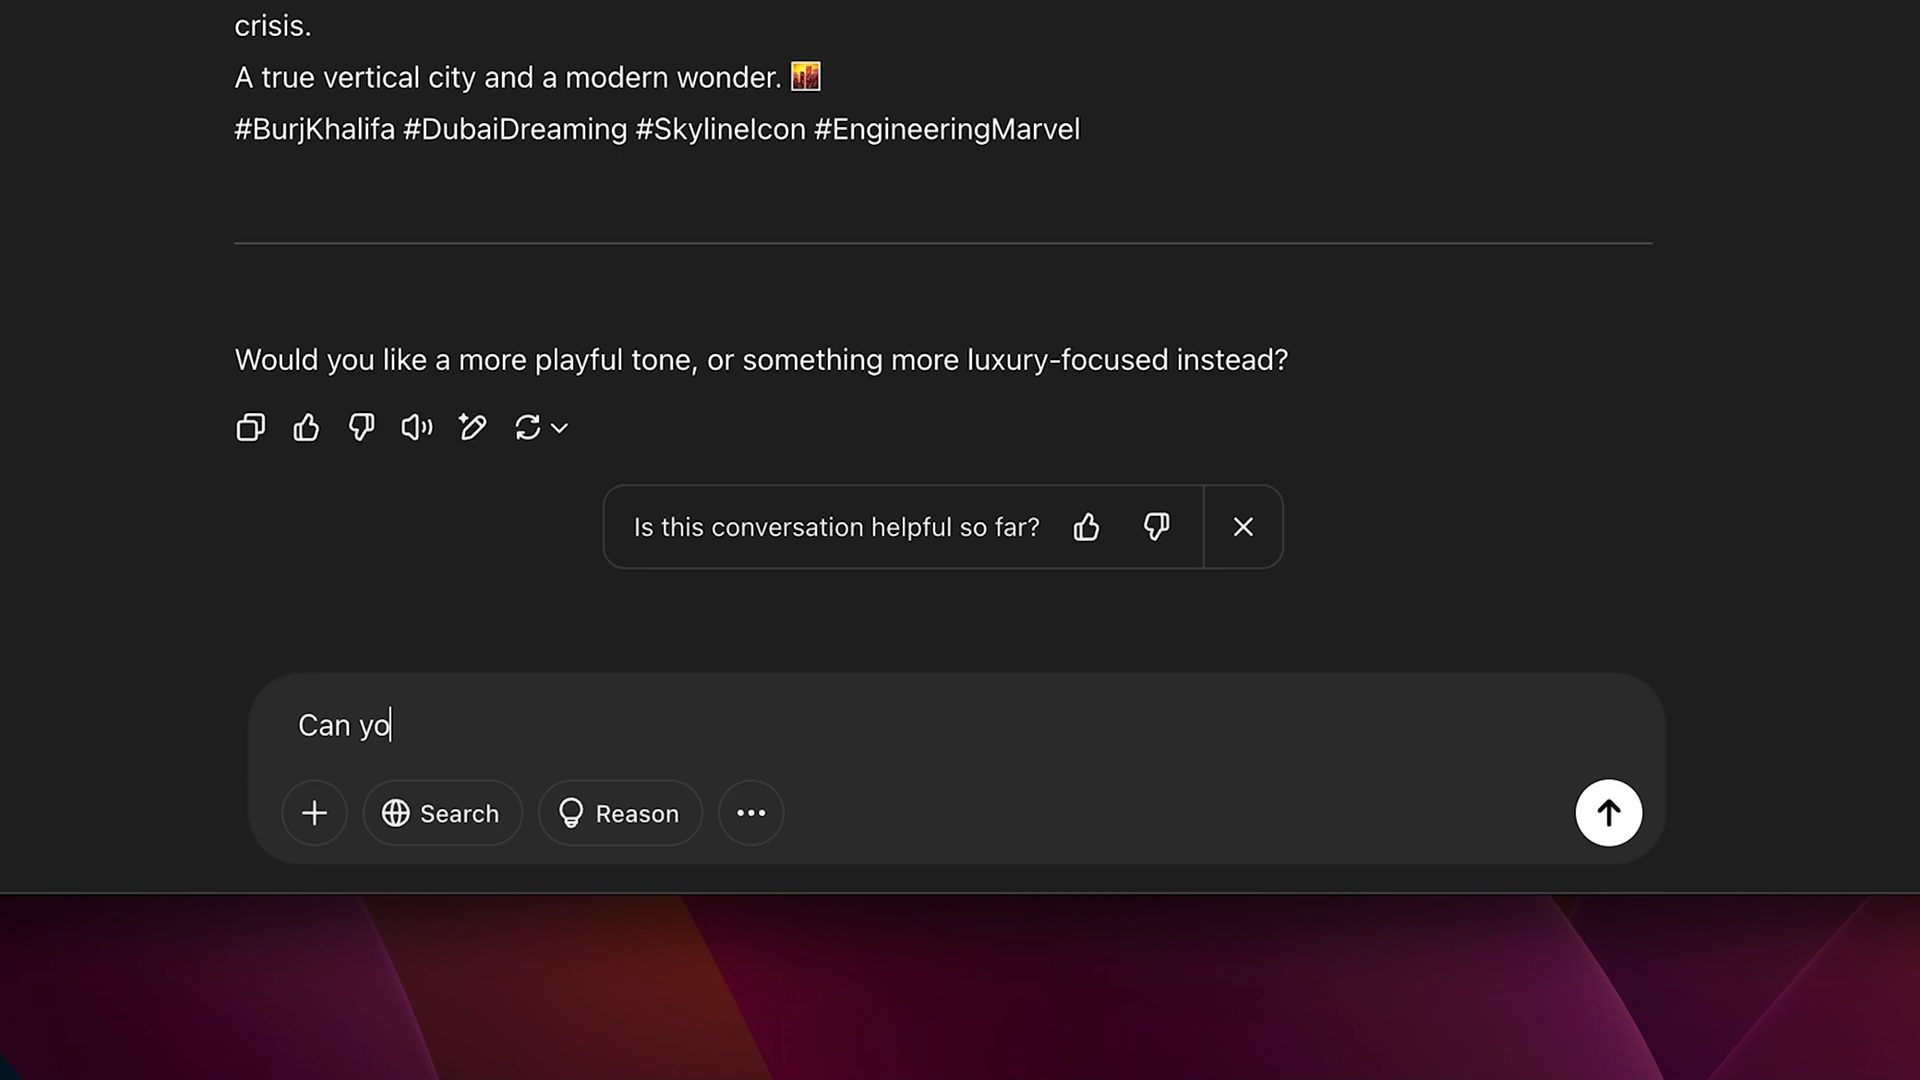 crisis.
A true vertical city and a modern wonder. 🌇
#BurjKhalifa #DubaiDreaming #SkylineIcon #EngineeringMarvel
Would you like a more playful tone, or something more luxury-focused instead?
Is this conversation helpful so far?
Can yo
Search Reason